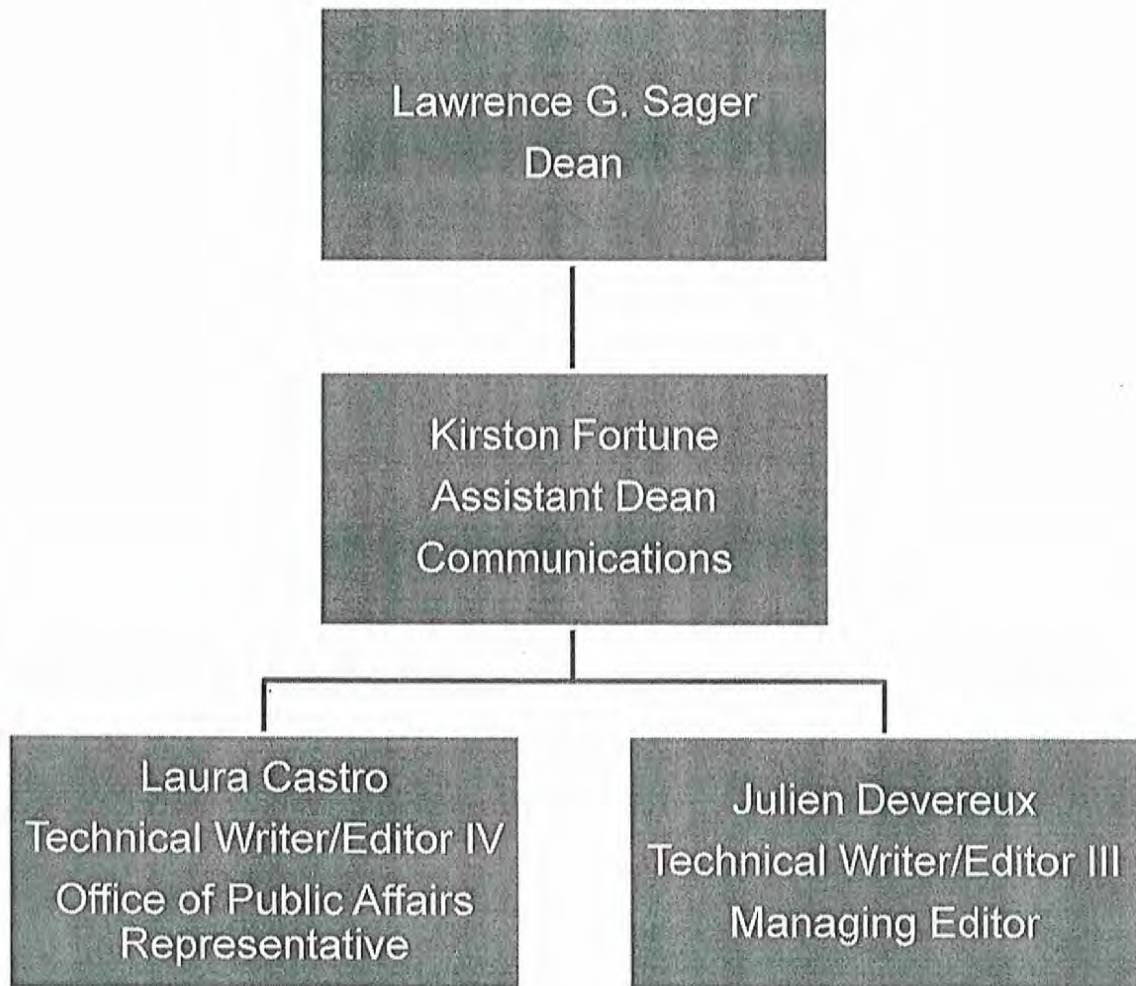 Lawrence G. Sager
Dean
Kirston Fortune
Assistant Dean
Communications
Laura Castro
Technical Writer/Editor IV
Office of Public Affairs
Representative
Julien Devereux
Technical Writer/Editor III
Managing Editor